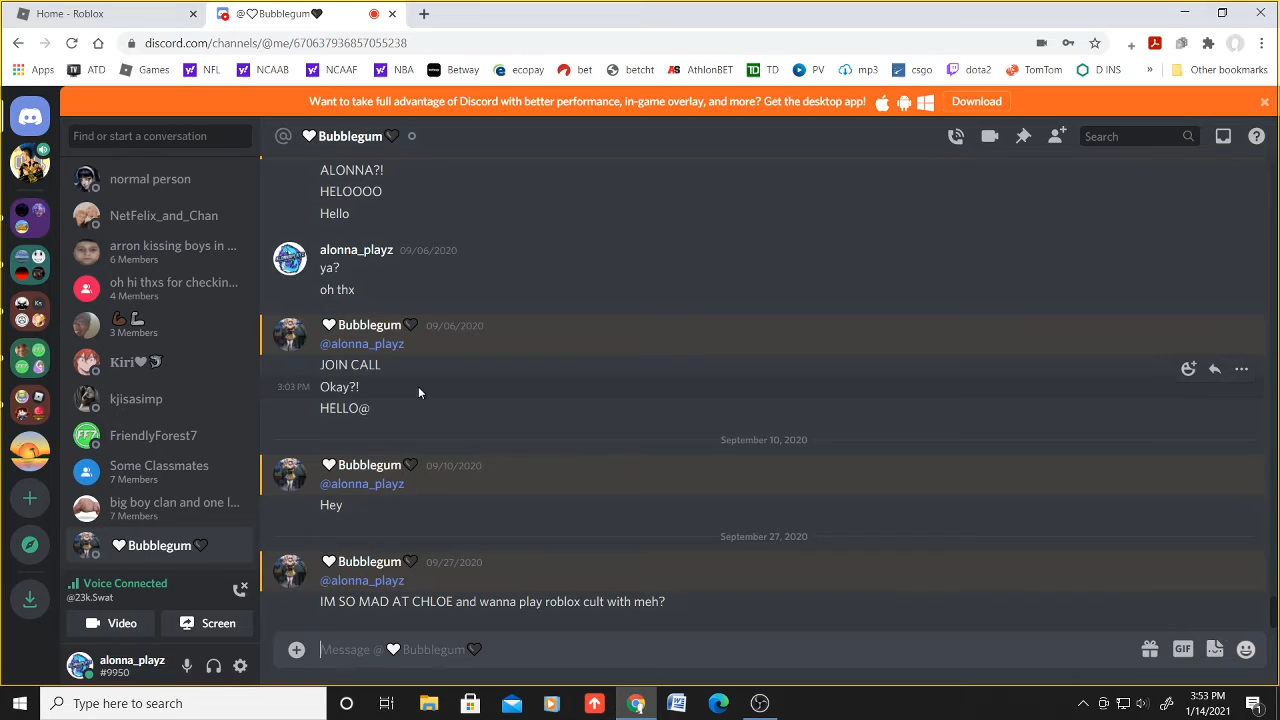 Home - Roblox
@🤍Bubblegum🖤
discord.com/channels/@me/670637936857055238
Apps ATD Games NFL NCAAB NCAAF NBA Betway ecopay bet betcht AthlonBET TD PV mp3 csgo dota2 TomTom D INS » Other bookmarks
Want to take full advantage of Discord with better performance, in-game overlay, and more? Get the desktop app! Download
Find or start a conversation
@ 🤍Bubblegum🖤
Search
normal person
NetFelix_and_Chan
arron kissing boys in ...
6 Members
oh hi thxs for checkin...
4 Members
3 Members
Kiri
kjisasimp
FriendlyForest7
Some Classmates
7 Members
big boy clan and one l...
7 Members
🤍Bubblegum🖤
Voice Connected
@23k.Swat
Video Screen
alonna_playz
#9950
ALONNA?!
HELOOOO
Hello
alonna_playz 09/06/2020
ya?
oh thx
🤍Bubblegum🖤 09/06/2020
@alonna_playz
JOIN CALL
3:03 PM Okay?!
HELLO@
September 10, 2020
🤍Bubblegum🖤 09/10/2020
@alonna_playz
Hey
September 27, 2020
🤍Bubblegum🖤 09/27/2020
@alonna_playz
IM SO MAD AT CHLOE and wanna play roblox cult with meh?
Message @🤍Bubblegum🖤
GIF
Type here to search
3:53 PM
1/14/2021